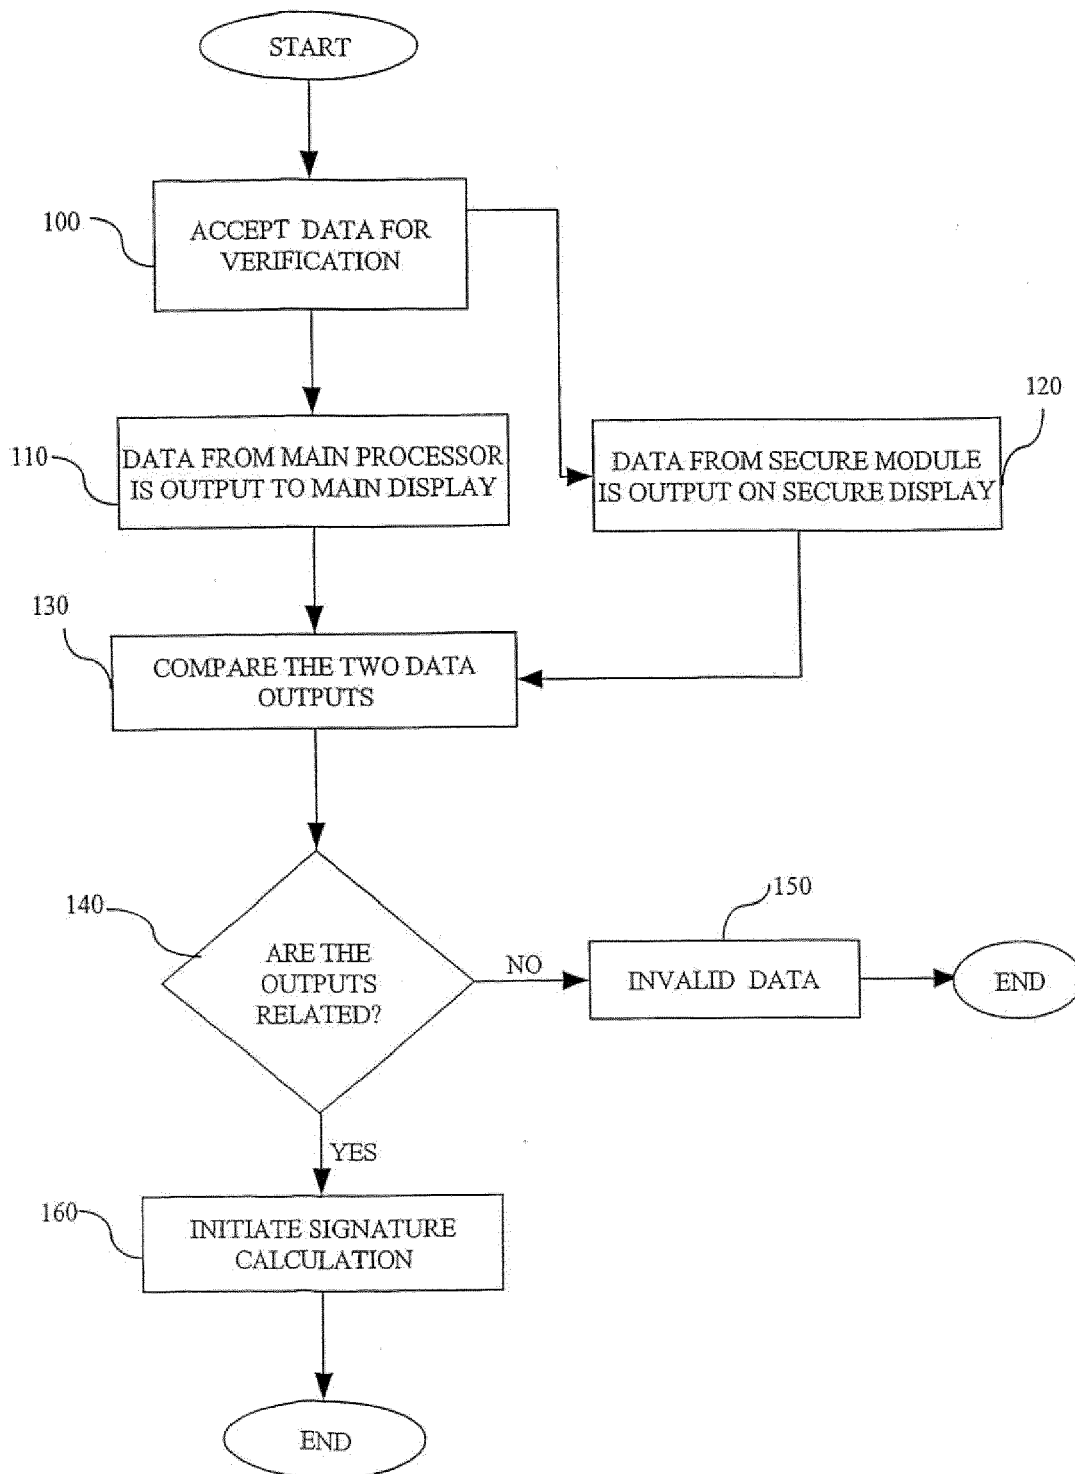 START
100
ACCEPT DATA FOR
VERIFICATION
120
110
DATA FROM MAIN PROCESSOR
IS OUTPUT TO MAIN DISPLAY
DATA FROM SECURE MODULE
IS OUTPUT ON SECURE DISPLAY
130
COMPARE THE TWO DATA
OUTPUTS
140
ARE THE
OUTPUTS
RELATED?
NO
150
INVALID DATA
END
YES
160
INITIATE SIGNATURE
CALCULATION
END